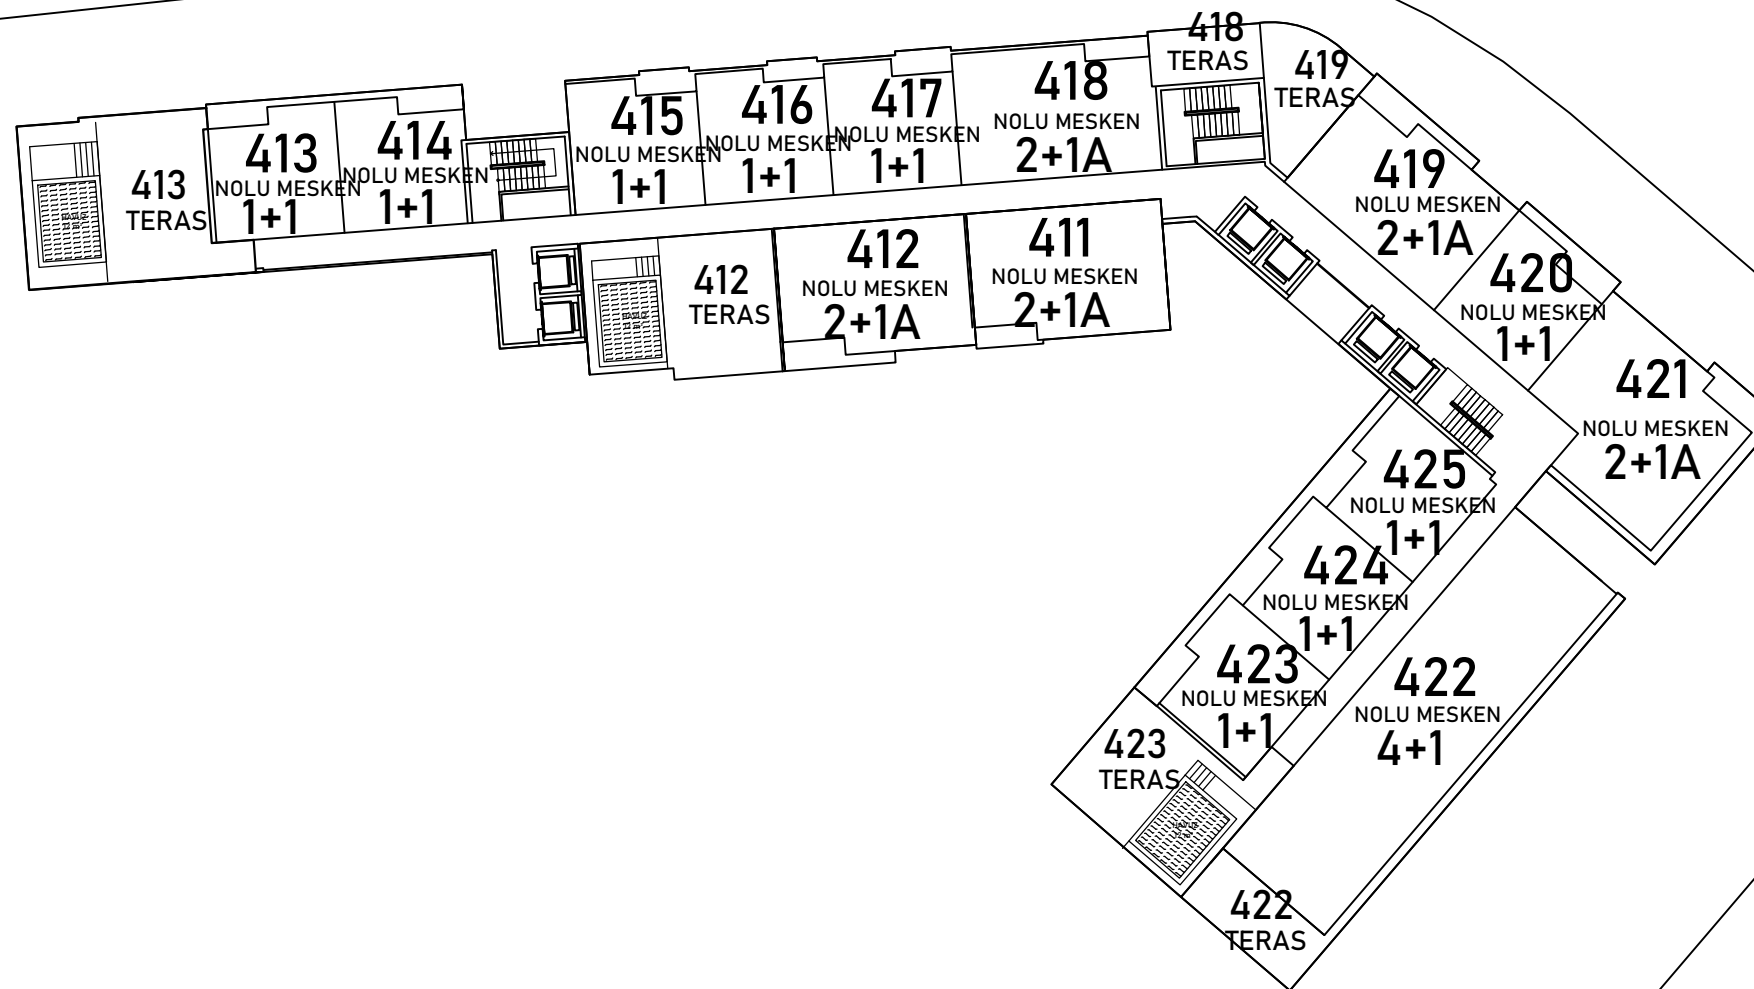 413
TERAS
413
NOLU MESKEN
1+1
414
NOLU MESKEN
1+1
415
NOLU MESKEN
1+1
416
NOLU MESKEN
1+1
417
NOLU MESKEN
1+1
418
NOLU MESKEN
2+1A
418
TERAS
419
TERAS
419
NOLU MESKEN
2+1A
420
NOLU MESKEN
1+1
421
NOLU MESKEN
2+1A
412
TERAS
412
NOLU MESKEN
2+1A
411
NOLU MESKEN
2+1A
425
NOLU MESKEN
1+1
424
NOLU MESKEN
1+1
423
NOLU MESKEN
1+1
422
NOLU MESKEN
4+1
423
TERAS
422
TERAS